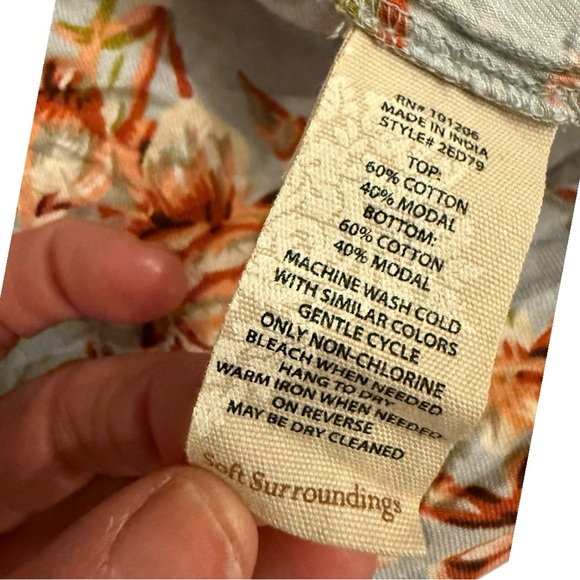 RN# 101206
MADE IN INDIA
STYLE# 2ED79
TOP:
60% COTTON
40% MODAL
BOTTOM:
60% COTTON
40% MODAL
MACHINE WASH COLD
WITH SIMILAR COLORS
GENTLE CYCLE
ONLY NON-CHLORINE
BLEACH WHEN NEEDED
HANG TO DRY
WARM IRON WHEN NEEDED
ON REVERSE
MAY BE DRY CLEANED
Soft Surroundings